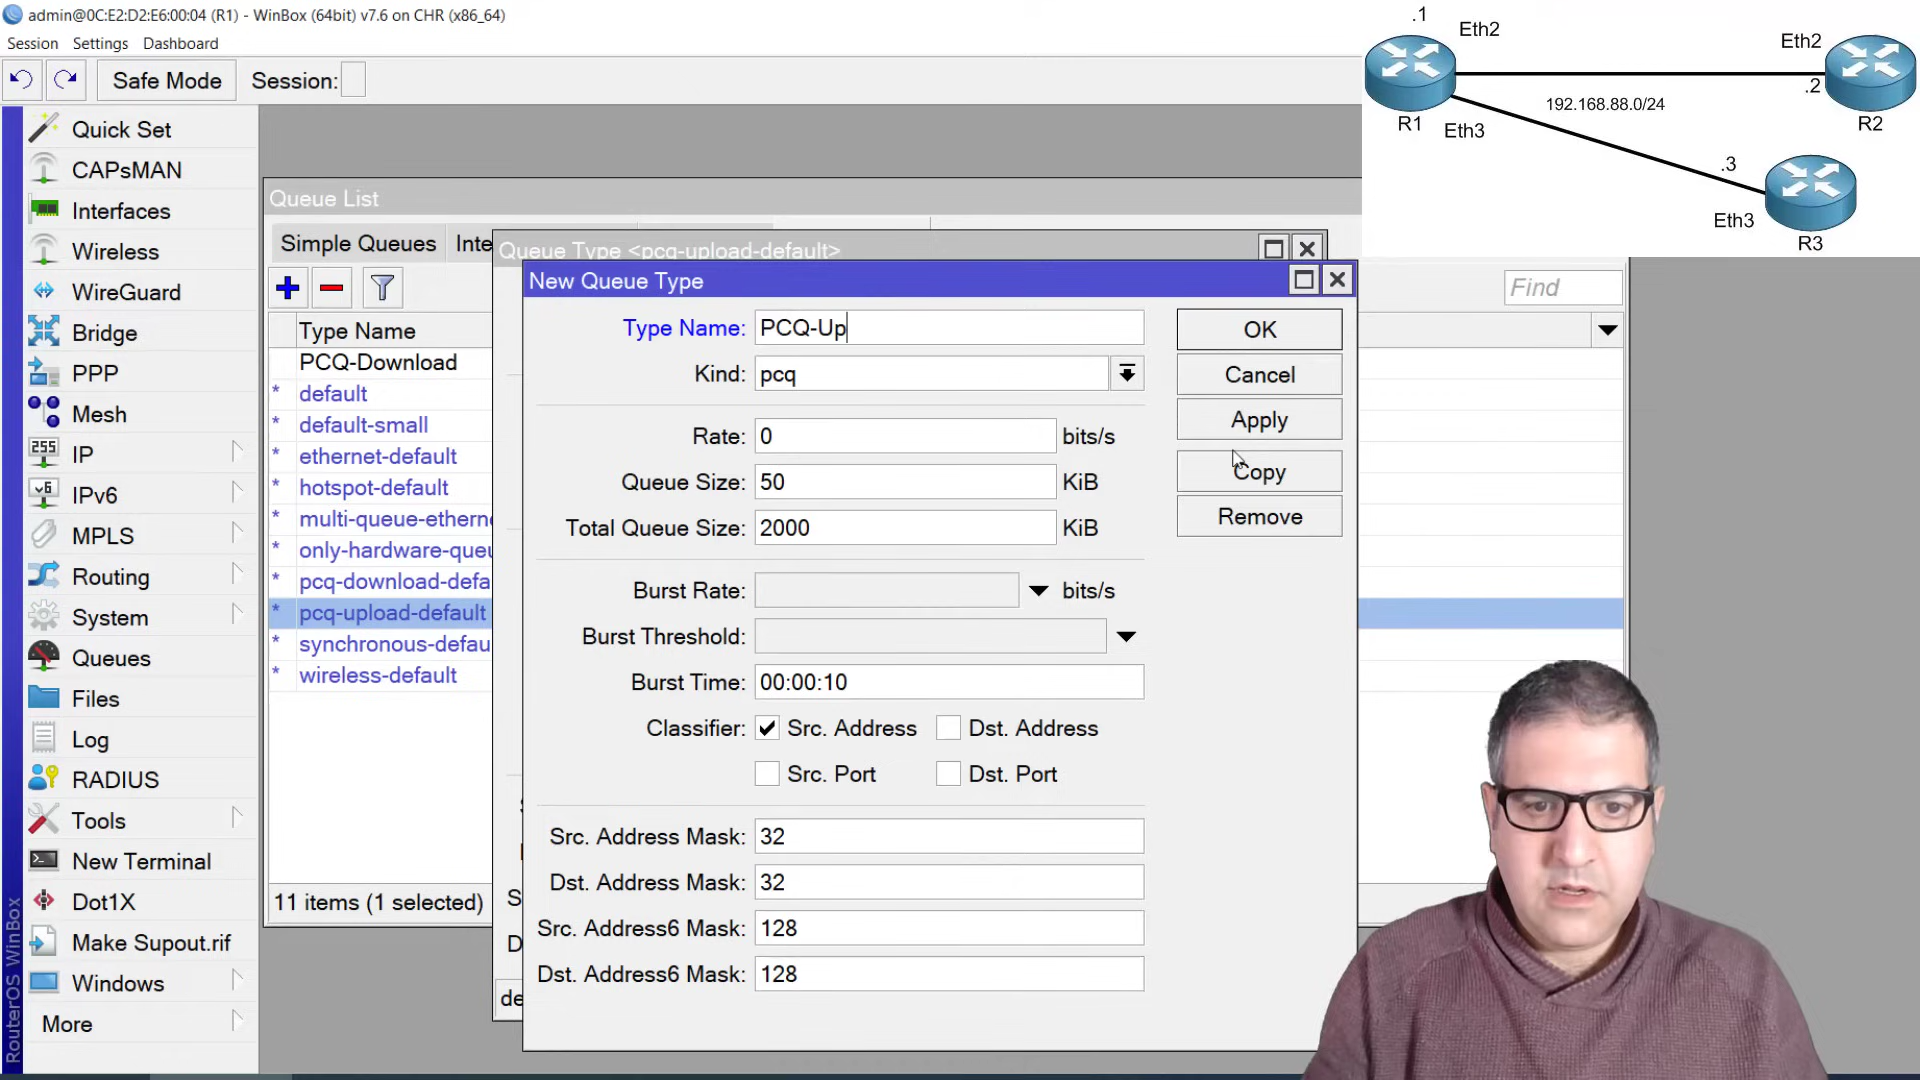 admin@0C:E2:D2:E6:00:04 (R1) - WinBox (64bit) v7.6 on CHR (x86_64)
Session Settings Dashboard
Safe Mode Session:
.1
Eth2
Eth2
.2
192.168.88.0/24
R1
Eth3
R2
.3
Eth3
R3
RouterOS WinBox
Quick Set
CAPsMAN
Interfaces
Wireless
WireGuard
Bridge
PPP
Mesh
IP
IPv6
MPLS
Routing
System
Queues
Files
Log
RADIUS
Tools
New Terminal
Dot1X
Make Supout.rif
Windows
More
Queue List
Simple Queues Inte
Find
Type Name
PCQ-Download
* default
* default-small
* ethernet-default
* hotspot-default
* multi-queue-ethern
* only-hardware-queu
* pcq-download-defa
* pcq-upload-default
* synchronous-defau
* wireless-default
11 items (1 selected)
Queue Type <pcq-upload-default>
S
D
de
New Queue Type
Type Name: PCQ-Up
Kind: pcq
Rate: 0 bits/s
Queue Size: 50 KiB
Total Queue Size: 2000 KiB
Burst Rate: bits/s
Burst Threshold:
Burst Time: 00:00:10
Classifier: Src. Address Dst. Address
Src. Port Dst. Port
Src. Address Mask: 32
Dst. Address Mask: 32
Src. Address6 Mask: 128
Dst. Address6 Mask: 128
OK
Cancel
Apply
Copy
Remove